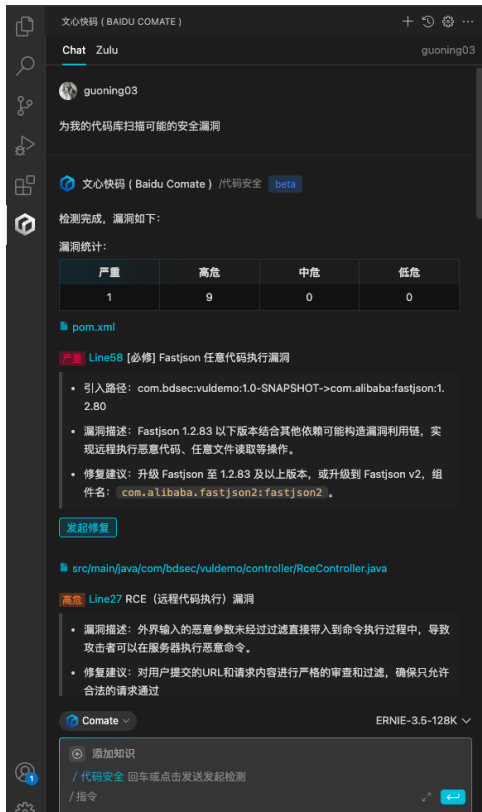 文心快码 ( BAIDU COMATE )
Chat Zulu guoning03
guoning03
为我的代码库扫描可能的安全漏洞
文心快码 ( Baidu Comate ) /代码安全 beta
检测完成，漏洞如下：
漏洞统计：
严重 高危 中危 低危
1 9 0 0
pom.xml
严重 Line58 [必修] Fastjson 任意代码执行漏洞
• 引入路径：com.bdsec:vuldemo:1.0-SNAPSHOT->com.alibaba:fastjson:1.
2.80
• 漏洞描述：Fastjson 1.2.83 以下版本结合其他依赖可能构造漏洞利用链，实
现远程执行恶意代码、任意文件读取等操作。
• 修复建议：升级 Fastjson 至 1.2.83 及以上版本，或升级到 Fastjson v2，组
件名： com.alibaba.fastjson2:fastjson2 。
发起修复
src/main/java/com/bdsec/vuldemo/controller/RceController.java
高危 Line27 RCE（远程代码执行）漏洞
• 漏洞描述：外界输入的恶意参数未经过过滤直接带入到命令执行过程中，导致
攻击者可以在服务器执行恶意命令。
• 修复建议：对用户提交的URL和请求内容进行严格的审查和过滤，确保只允许
合法的请求通过
Comate ERNIE-3.5-128K
添加知识
/ 代码安全 回车或点击发送发起检测
/指令
1